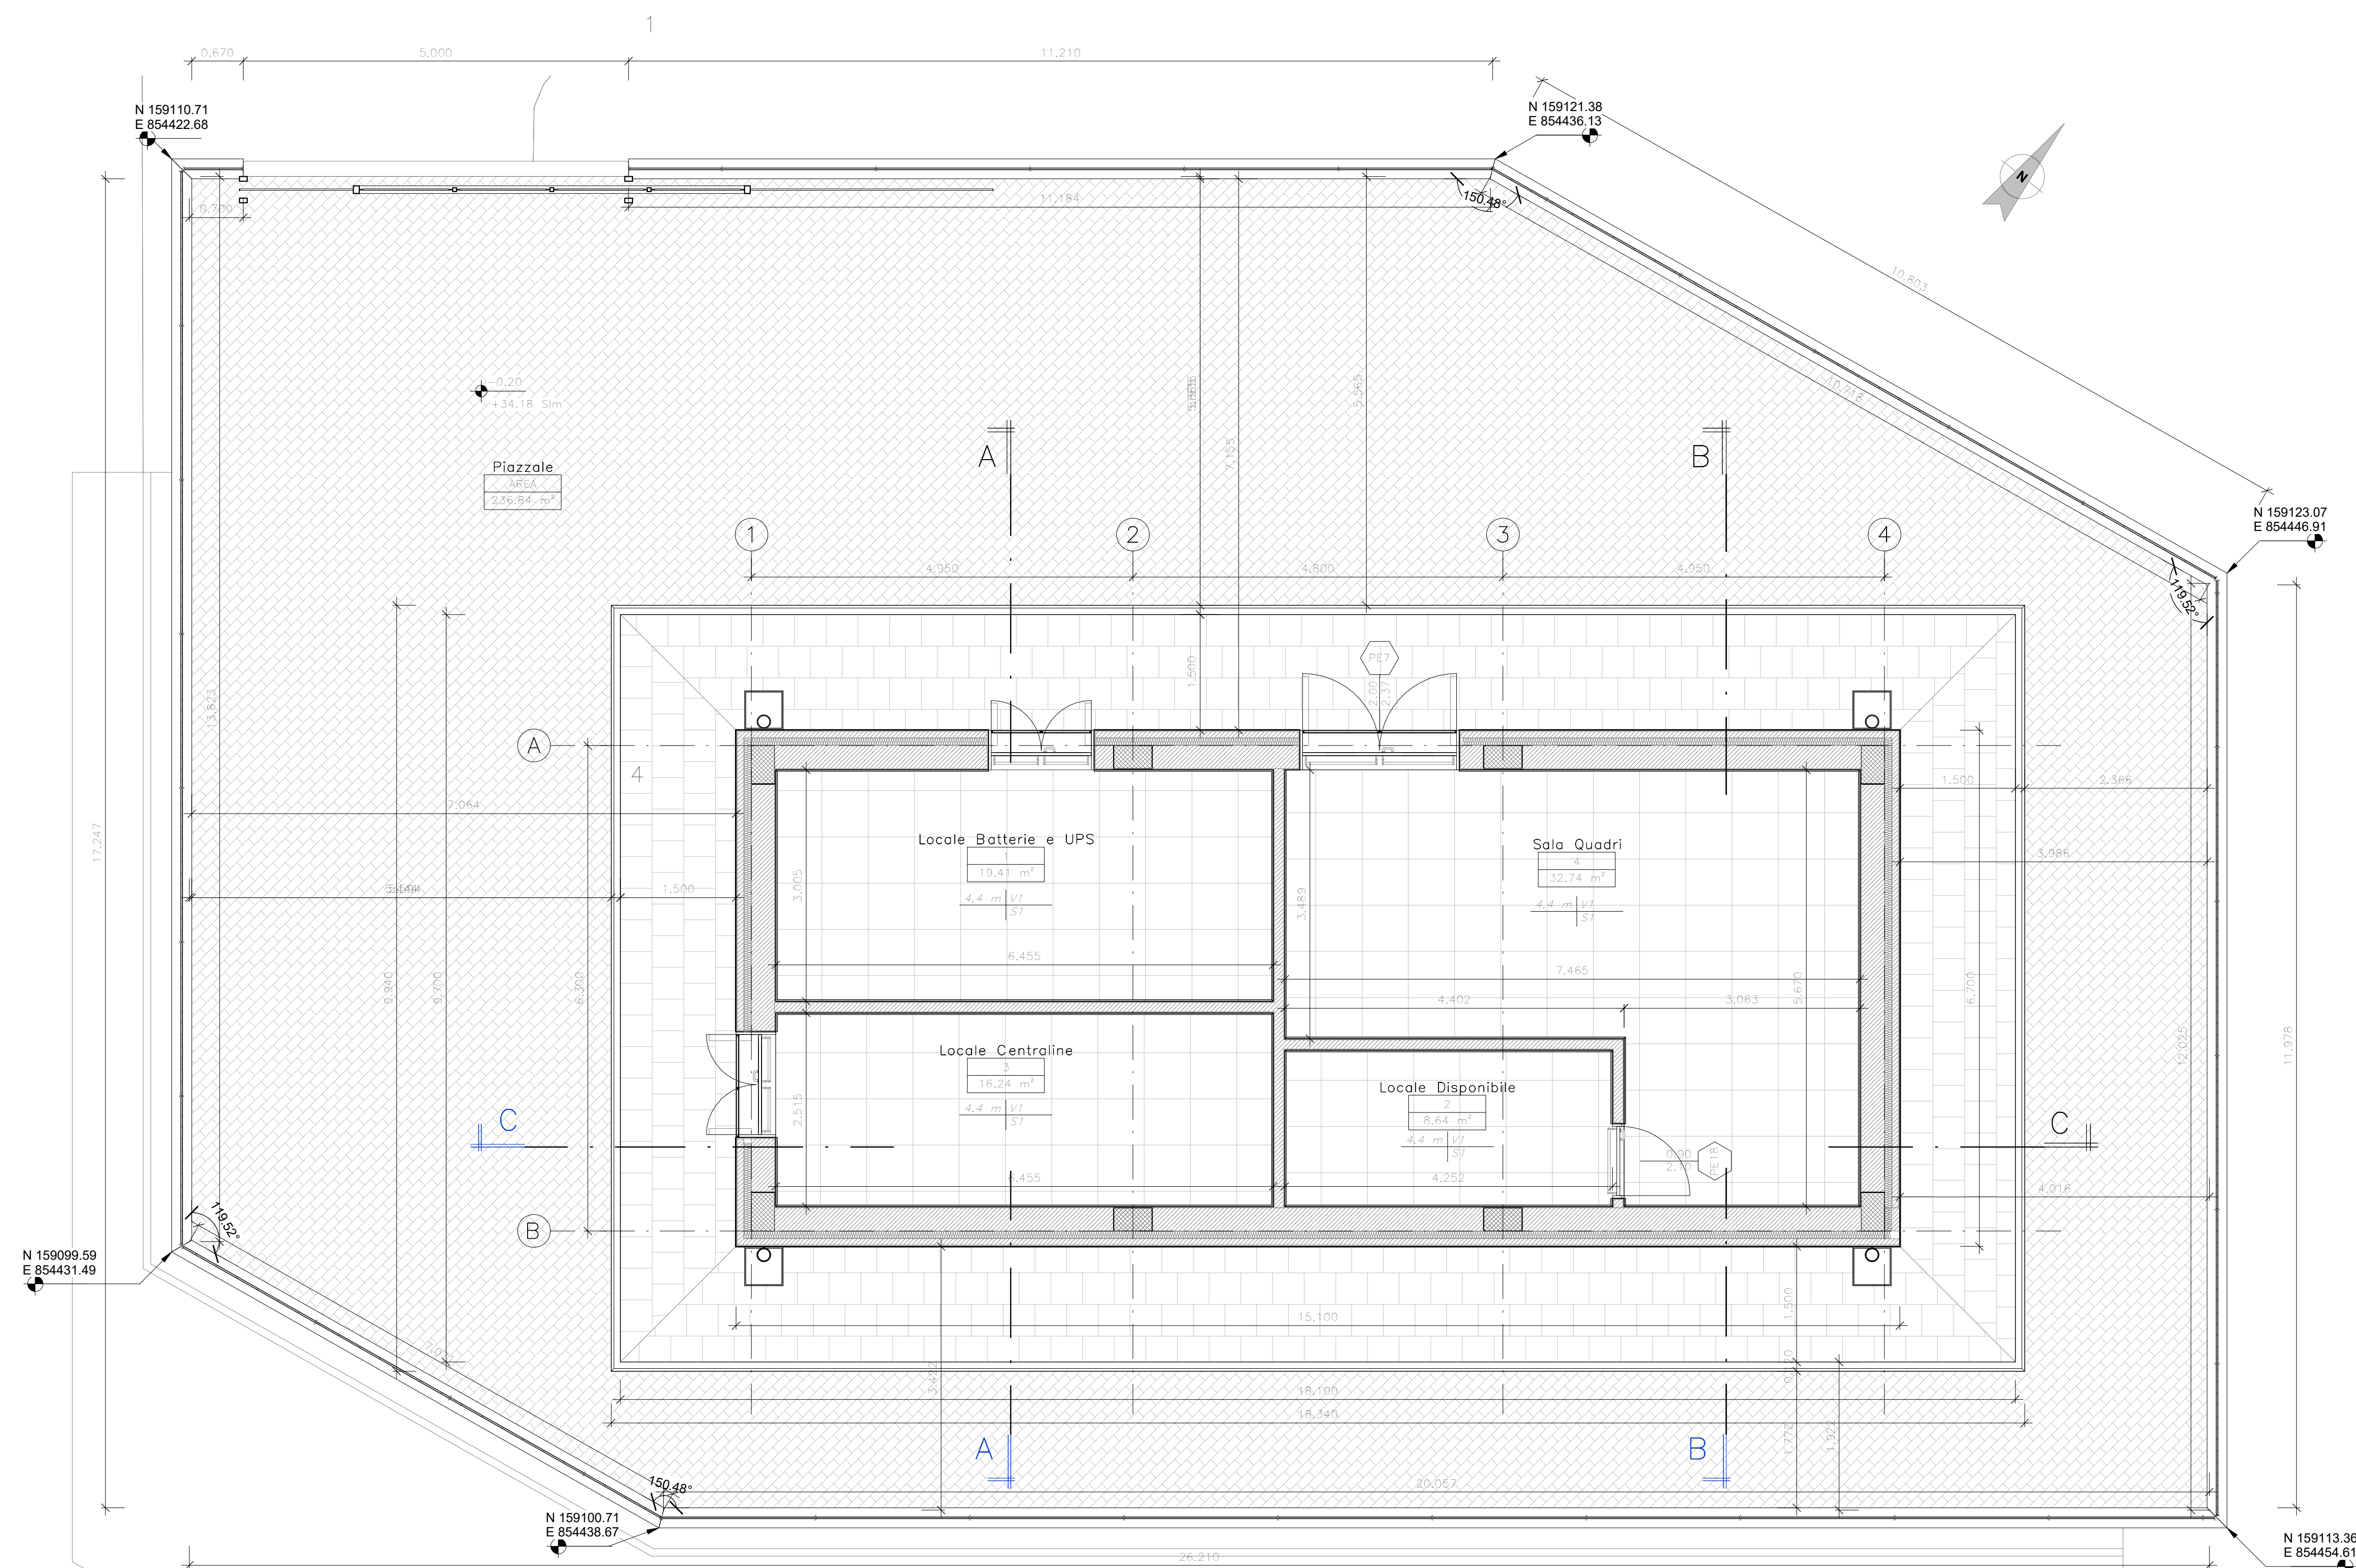 1
0.670
5.000
11.210
N 159110.71
E 854422.68
N 159121.38
E 854436.13
N
0.700
11.184
150.48°
10.803
10.718
-0.20
+34.18 Slm
5.565
7.155
A
B
Piazzale
AREA
236.84 m²
N 159123.07
E 854446.91
1
2
3
4
4.950
4.800
4.950
119.52°
13.823
1.500
PE7
2.00
2.37
A
4
7.064
1.500
2.366
17.247
Locale Batterie e UPS
1
19.41 m²
4.4 m V1
S1
Sala Quadri
4
32.74 m²
4.4 m V1
S1
3.986
3.005
3.489
1.500
6.455
7.465
4.402
3.063
5.670
9.940
9.700
6.300
6.700
12.025
11.978
Locale Centraline
3
16.24 m²
4.4 m V1
S1
2.515
Locale Disponibile
2
8.64 m²
4.4 m V1
S1
C
C
0.90
2.10
PE18
6.455
4.252
4.016
119.52°
B
N 159099.59
E 854431.49
15.100
1.500
3.422
18.100
18.340
1.772
1.922
A
B
20.057
150.48°
N 159100.71
E 854438.67
N 159113.36
E 854454.61
26.210